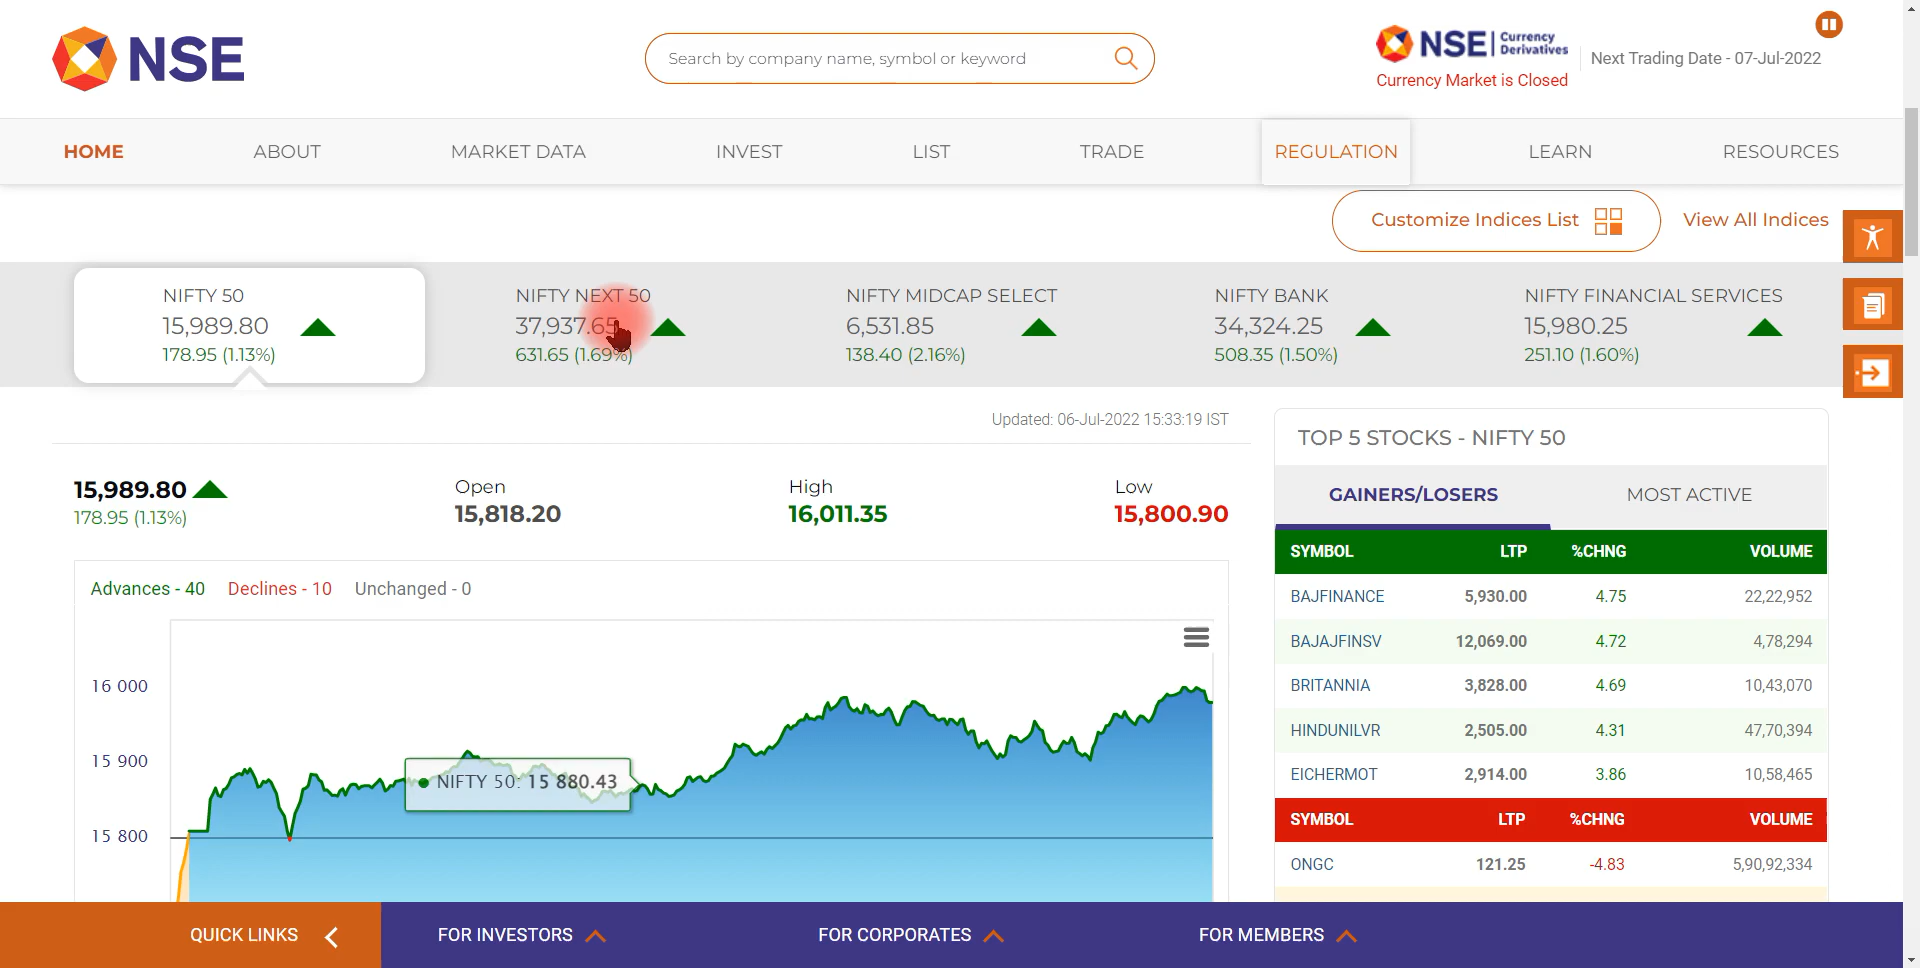 NSE
Search by company name, symbol or keyword
NSE | Currency Derivatives
Currency Market is Closed
Next Trading Date - 07-Jul-2022
HOME ABOUT MARKET DATA INVEST LIST TRADE REGULATION LEARN RESOURCES
Customize Indices List View All Indices
NIFTY 50
15,989.80
178.95 (1.13%)
NIFTY NEXT 50
37,937.65
631.65 (1.69%)
NIFTY MIDCAP SELECT
6,531.85
138.40 (2.16%)
NIFTY BANK
34,324.25
508.35 (1.50%)
NIFTY FINANCIAL SERVICES
15,980.25
251.10 (1.60%)
Updated: 06-Jul-2022 15:33:19 IST
15,989.80
178.95 (1.13%)
Open
15,818.20
High
16,011.35
Low
15,800.90
Advances - 40 Declines - 10 Unchanged - 0
16 000
15 900
15 800
NIFTY 50: 15 880.43
TOP 5 STOCKS - NIFTY 50
GAINERS/LOSERS MOST ACTIVE
SYMBOL LTP %CHNG VOLUME
BAJFINANCE 5,930.00 4.75 22,22,952
BAJAJFINSV 12,069.00 4.72 4,78,294
BRITANNIA 3,828.00 4.69 10,43,070
HINDUNILVR 2,505.00 4.31 47,70,394
EICHERMOT 2,914.00 3.86 10,58,465
SYMBOL LTP %CHNG VOLUME
ONGC 121.25 -4.83 5,90,92,334
QUICK LINKS FOR INVESTORS FOR CORPORATES FOR MEMBERS